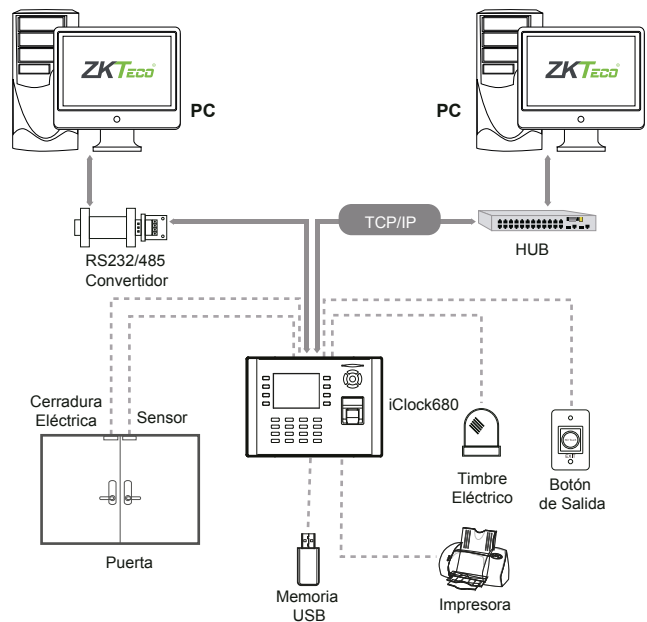 ZKTeco
ZKTeco
PC
PC
TCP/IP
RS232/485
Convertidor
HUB
Cerradura
Eléctrica
Sensor
iClock680
EXIT
Timbre
Eléctrico
Botón
de Salida
Puerta
Memoria
USB
Impresora